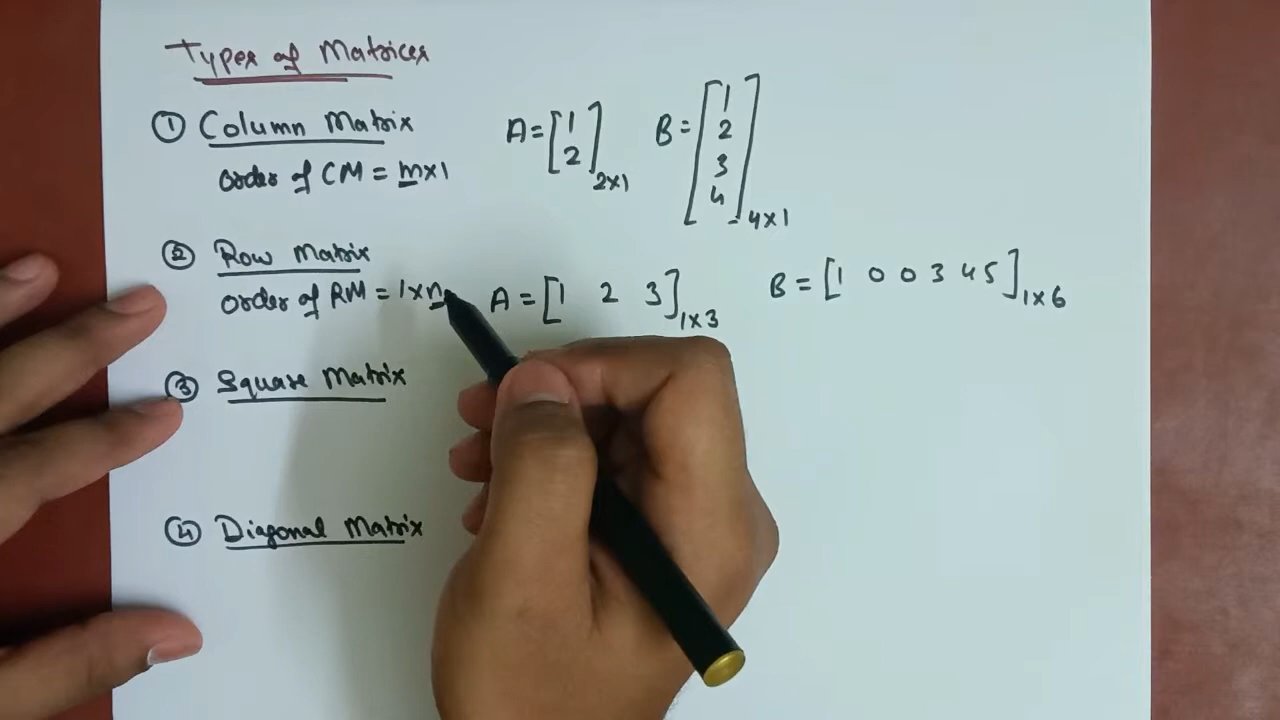 Types of Matrices
① Column Matrix
order of CM = m×1
A = [1 2] 2×1
B = [1 2 3 4] 4×1
② Row Matrix
order of RM = 1×n
A = [1 2 3] 1×3
B = [1 0 0 3 4 5] 1×6
③ Square Matrix
④ Diagonal Matrix